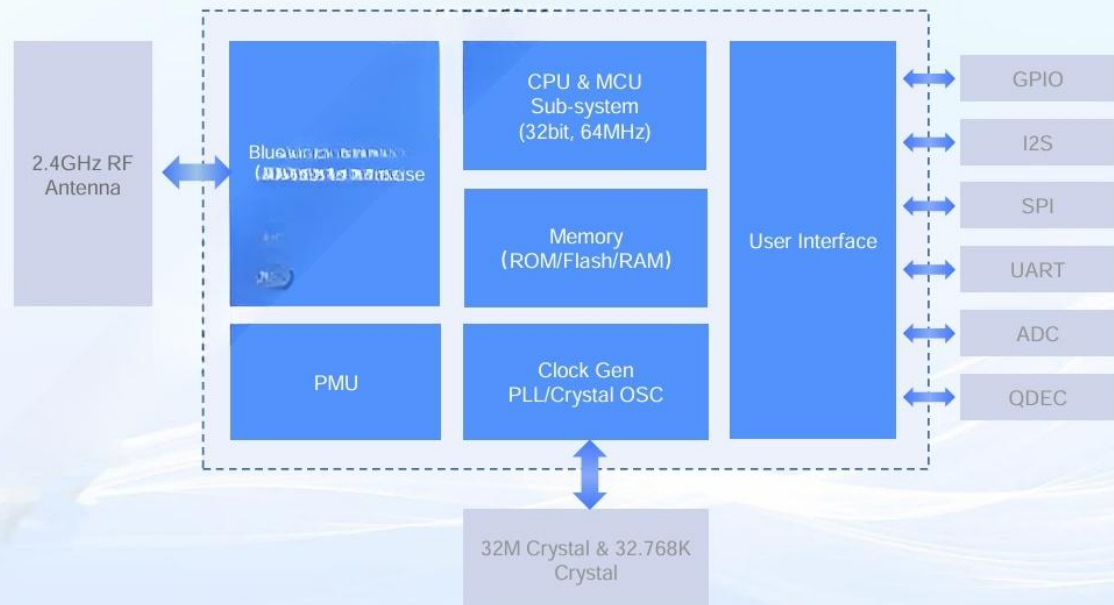 2.4GHz RF
Antenna
CPU & MCU
Sub-system
(32bit, 64MHz)
Memory
(ROM/Flash/RAM)
User Interface
PMU
Clock Gen
PLL/Crystal OSC
GPIO
I2S
SPI
UART
ADC
QDEC
32M Crystal & 32.768K
Crystal